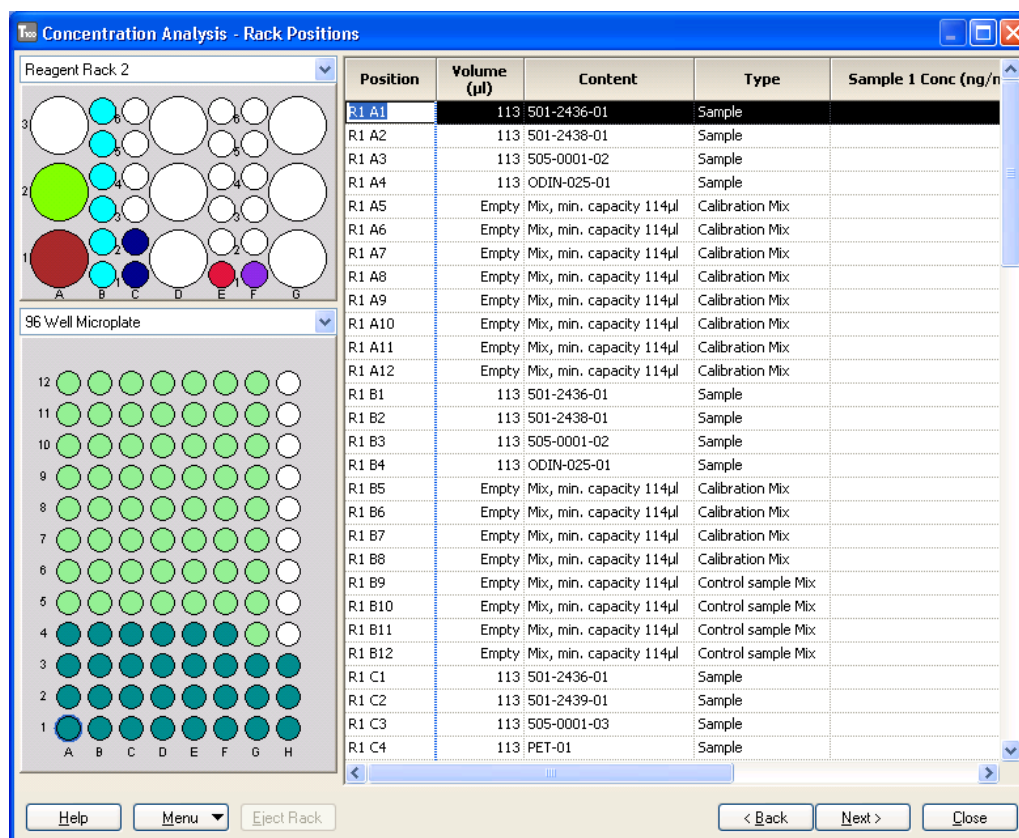 T100 Concentration Analysis - Rack Positions
Reagent Rack 2
3 6 6
5 5
2 4 4
3 3
1 2 2
1 1
A B C D E F G
96 Well Microplate
12
11
10
9
8
7
6
5
4
3
2
1
A B C D E F G H
Position Volume (µl) Content Type Sample 1 Conc (ng/m
R1 A1 113 501-2436-01 Sample
R1 A2 113 501-2438-01 Sample
R1 A3 113 505-0001-02 Sample
R1 A4 113 ODIN-025-01 Sample
R1 A5 Empty Mix, min. capacity 114µl Calibration Mix
R1 A6 Empty Mix, min. capacity 114µl Calibration Mix
R1 A7 Empty Mix, min. capacity 114µl Calibration Mix
R1 A8 Empty Mix, min. capacity 114µl Calibration Mix
R1 A9 Empty Mix, min. capacity 114µl Calibration Mix
R1 A10 Empty Mix, min. capacity 114µl Calibration Mix
R1 A11 Empty Mix, min. capacity 114µl Calibration Mix
R1 A12 Empty Mix, min. capacity 114µl Calibration Mix
R1 B1 113 501-2436-01 Sample
R1 B2 113 501-2438-01 Sample
R1 B3 113 505-0001-02 Sample
R1 B4 113 ODIN-025-01 Sample
R1 B5 Empty Mix, min. capacity 114µl Calibration Mix
R1 B6 Empty Mix, min. capacity 114µl Calibration Mix
R1 B7 Empty Mix, min. capacity 114µl Calibration Mix
R1 B8 Empty Mix, min. capacity 114µl Calibration Mix
R1 B9 Empty Mix, min. capacity 114µl Control sample Mix
R1 B10 Empty Mix, min. capacity 114µl Control sample Mix
R1 B11 Empty Mix, min. capacity 114µl Control sample Mix
R1 B12 Empty Mix, min. capacity 114µl Control sample Mix
R1 C1 113 501-2436-01 Sample
R1 C2 113 501-2439-01 Sample
R1 C3 113 505-0001-03 Sample
R1 C4 113 PET-01 Sample
Help Menu Eject Rack < Back Next > Close